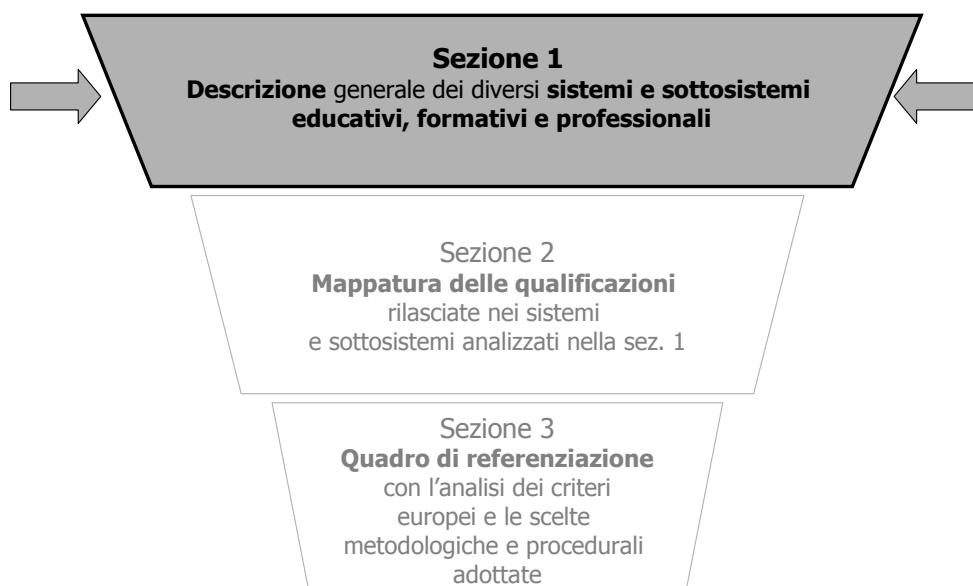 Sezione 1
Descrizione generale dei diversi sistemi e sottosistemi
educativi, formativi e professionali
Sezione 2
Mappatura delle qualificazioni
rilasciate nei sistemi
e sottosistemi analizzati nella sez. 1
Sezione 3
Quadro di referenziazione
con l'analisi dei criteri
europei e le scelte
metodologiche e procedurali
adottate